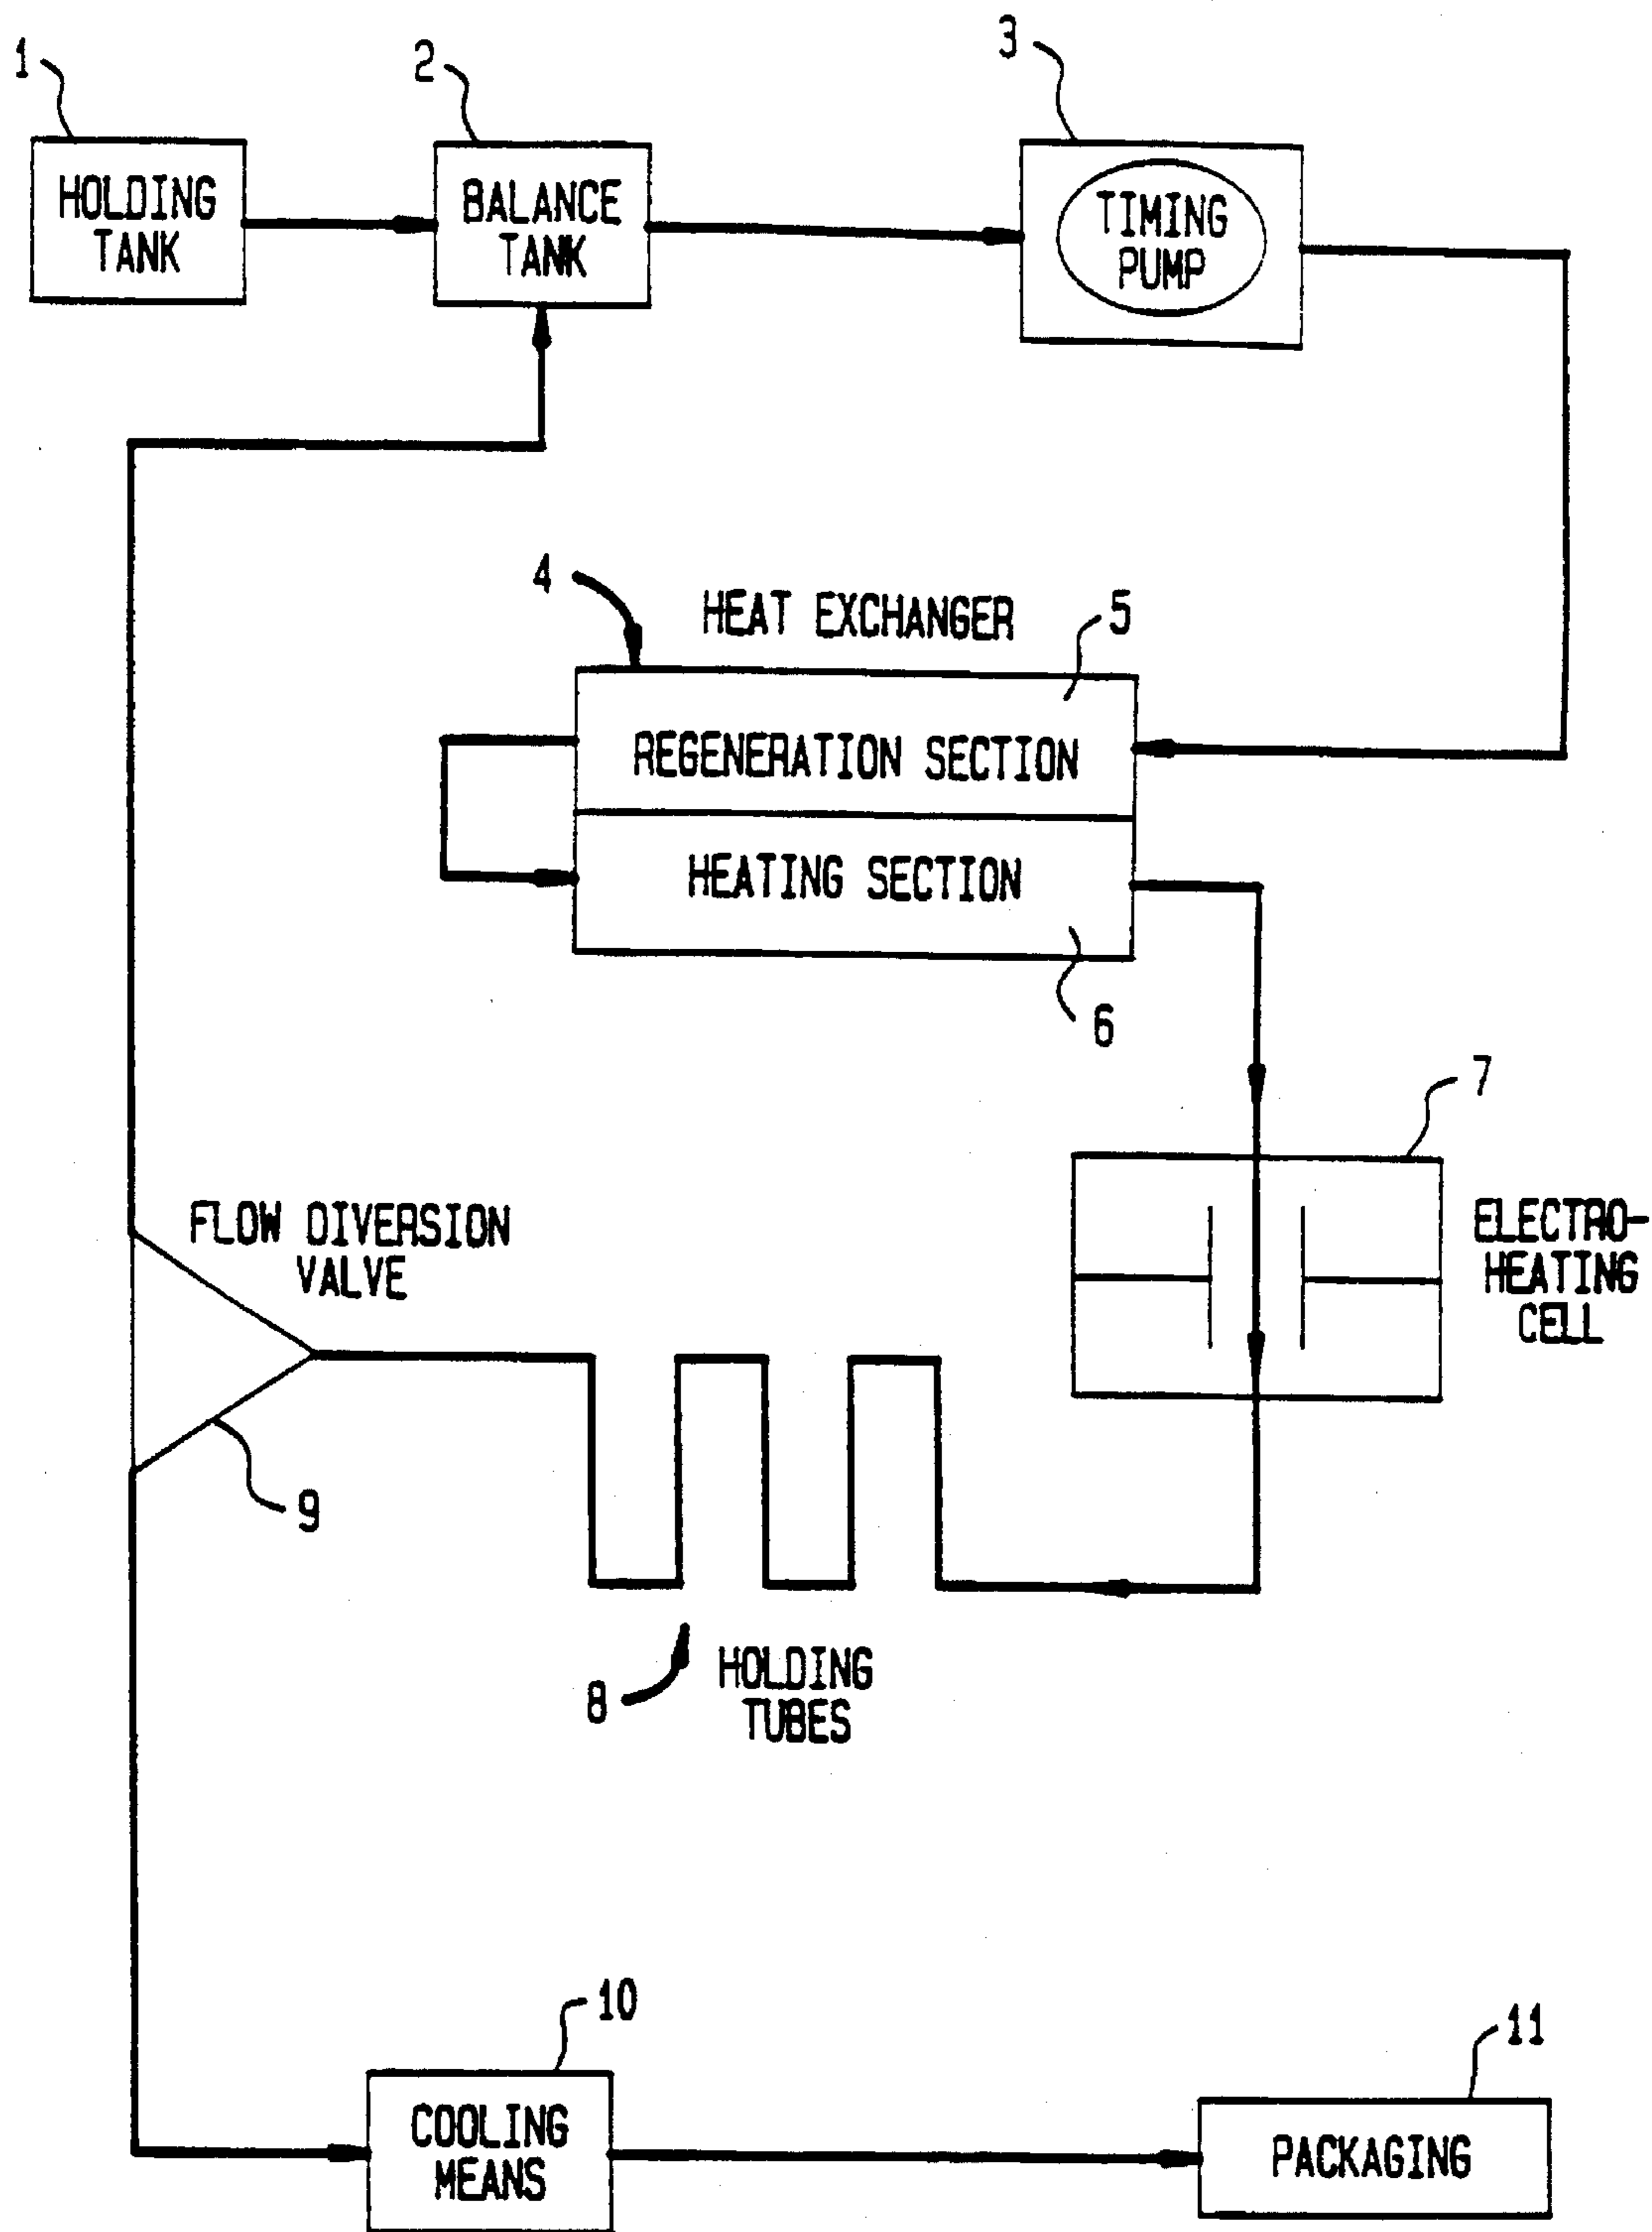 1
2
3
HOLDING
TANK
BALANCE
TANK
TIMING
PUMP
4
HEAT EXCHANGER
5
REGENERATION SECTION
HEATING SECTION
6
7
ELECTRO-
HEATING
CELL
FLOW DIVERSION
VALVE
9
8
HOLDING
TUBES
10
11
COOLING
MEANS
PACKAGING